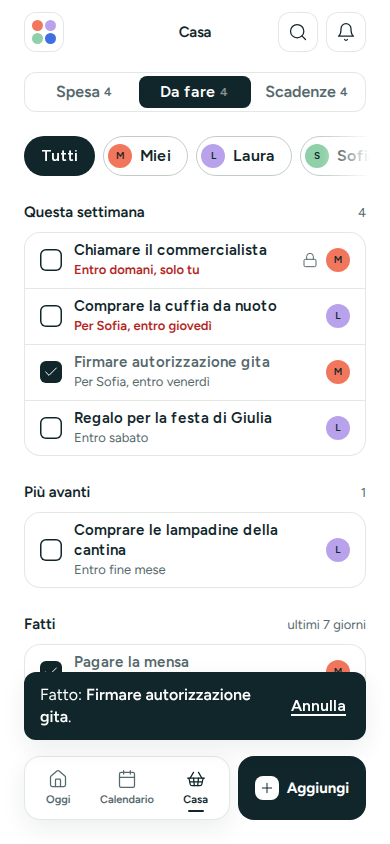 Casa
Spesa 4
Da fare 4
Scadenze 4
Tutti
M Miei
L Laura
S Sofi
Questa settimana 4
Chiamare il commercialista
Entro domani, solo tu
M
Comprare la cuffia da nuoto
Per Sofia, entro giovedì
L
Firmare autorizzazione gita
Per Sofia, entro venerdì
M
Regalo per la festa di Giulia
Entro sabato
L
Più avanti 1
Comprare le lampadine della
cantina
Entro fine mese
L
Fatti ultimi 7 giorni
Pagare la mensa
M
Fatto: Firmare autorizzazione
gita.
Annulla
Oggi
Calendario
Casa
Aggiungi